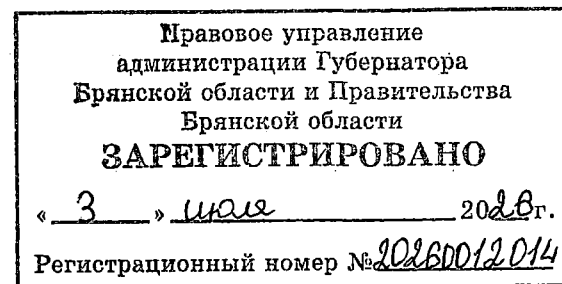 Правовое управление
администрации Губернатора
Брянской области и Правительства
Брянской области
ЗАРЕГИСТРИРОВАНО
« 3 » июля 2026г.
Регистрационный номер №20260012014